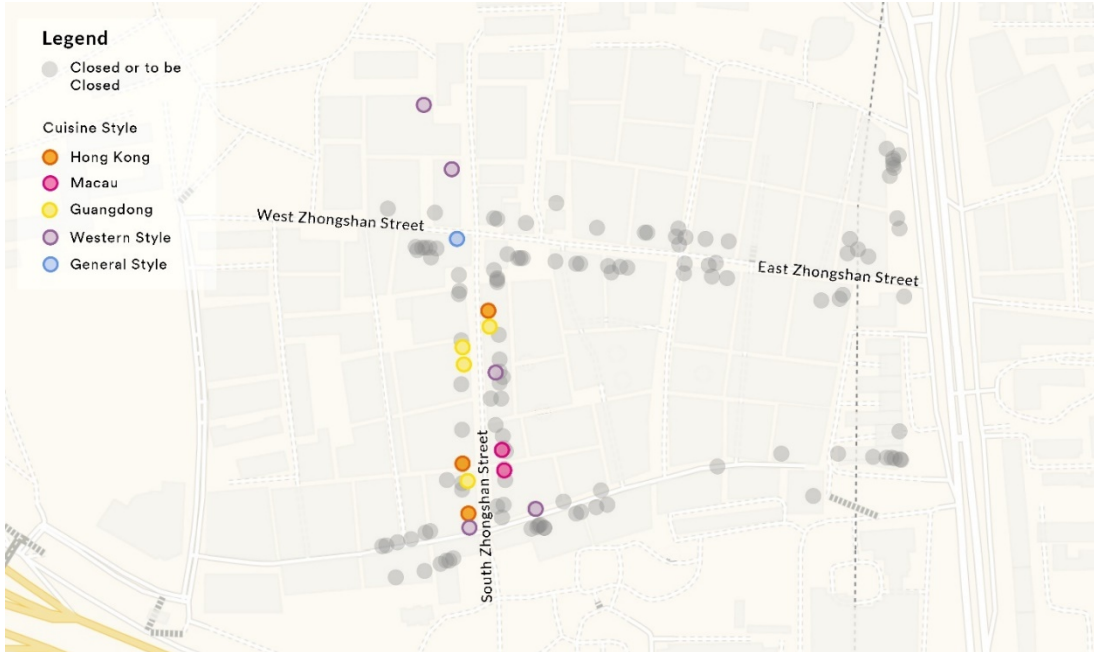 Legend
Closed or to be
Closed
Cuisine Style
Hong Kong
Macau
Guangdong
Western Style
General Style
West Zhongshan Street
East Zhongshan Street
South Zhongshan Street